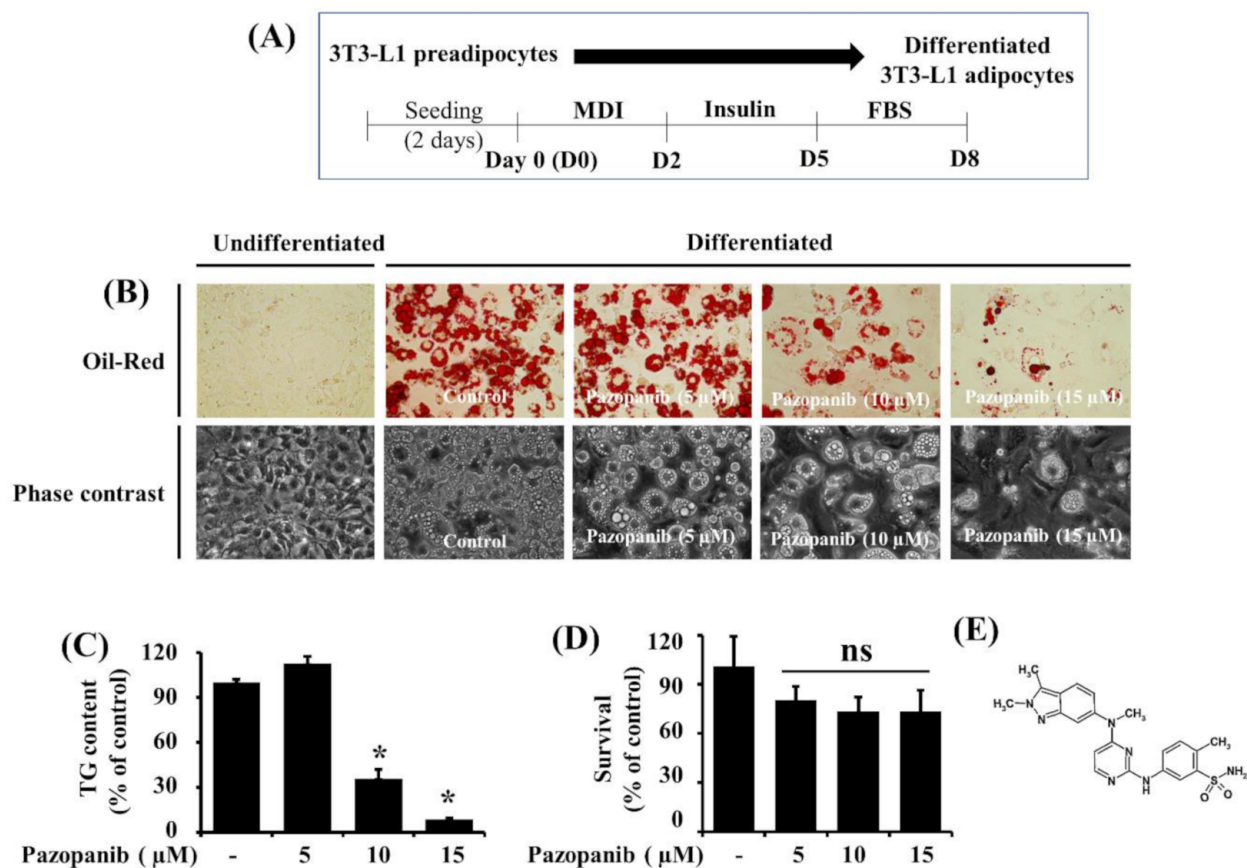 (A)
3T3-L1 preadipocytes
Differentiated
3T3-L1 adipocytes
Seeding
(2 days)
MDI
Insulin
FBS
Day 0 (D0)
D2
D5
D8
Undifferentiated
Differentiated
(B)
Oil-Red
Control
Pazopanib (5 µM)
Pazopanib (10 µM)
Pazopanib (15 µM)
Phase contrast
Control
Pazopanib (5 µM)
Pazopanib (10 µM)
Pazopanib (15 µM)
(C)
TG content
(% of control)
120
90
60
30
0
*
*
Pazopanib ( µM)
- 5 10 15
(D)
Survival
(% of control)
120
90
60
30
0
ns
Pazopanib (µM)
- 5 10 15
(E)
CH3
H3C
N
N
N
CH3
N
N
N
H
CH3
S
NH2
O
O